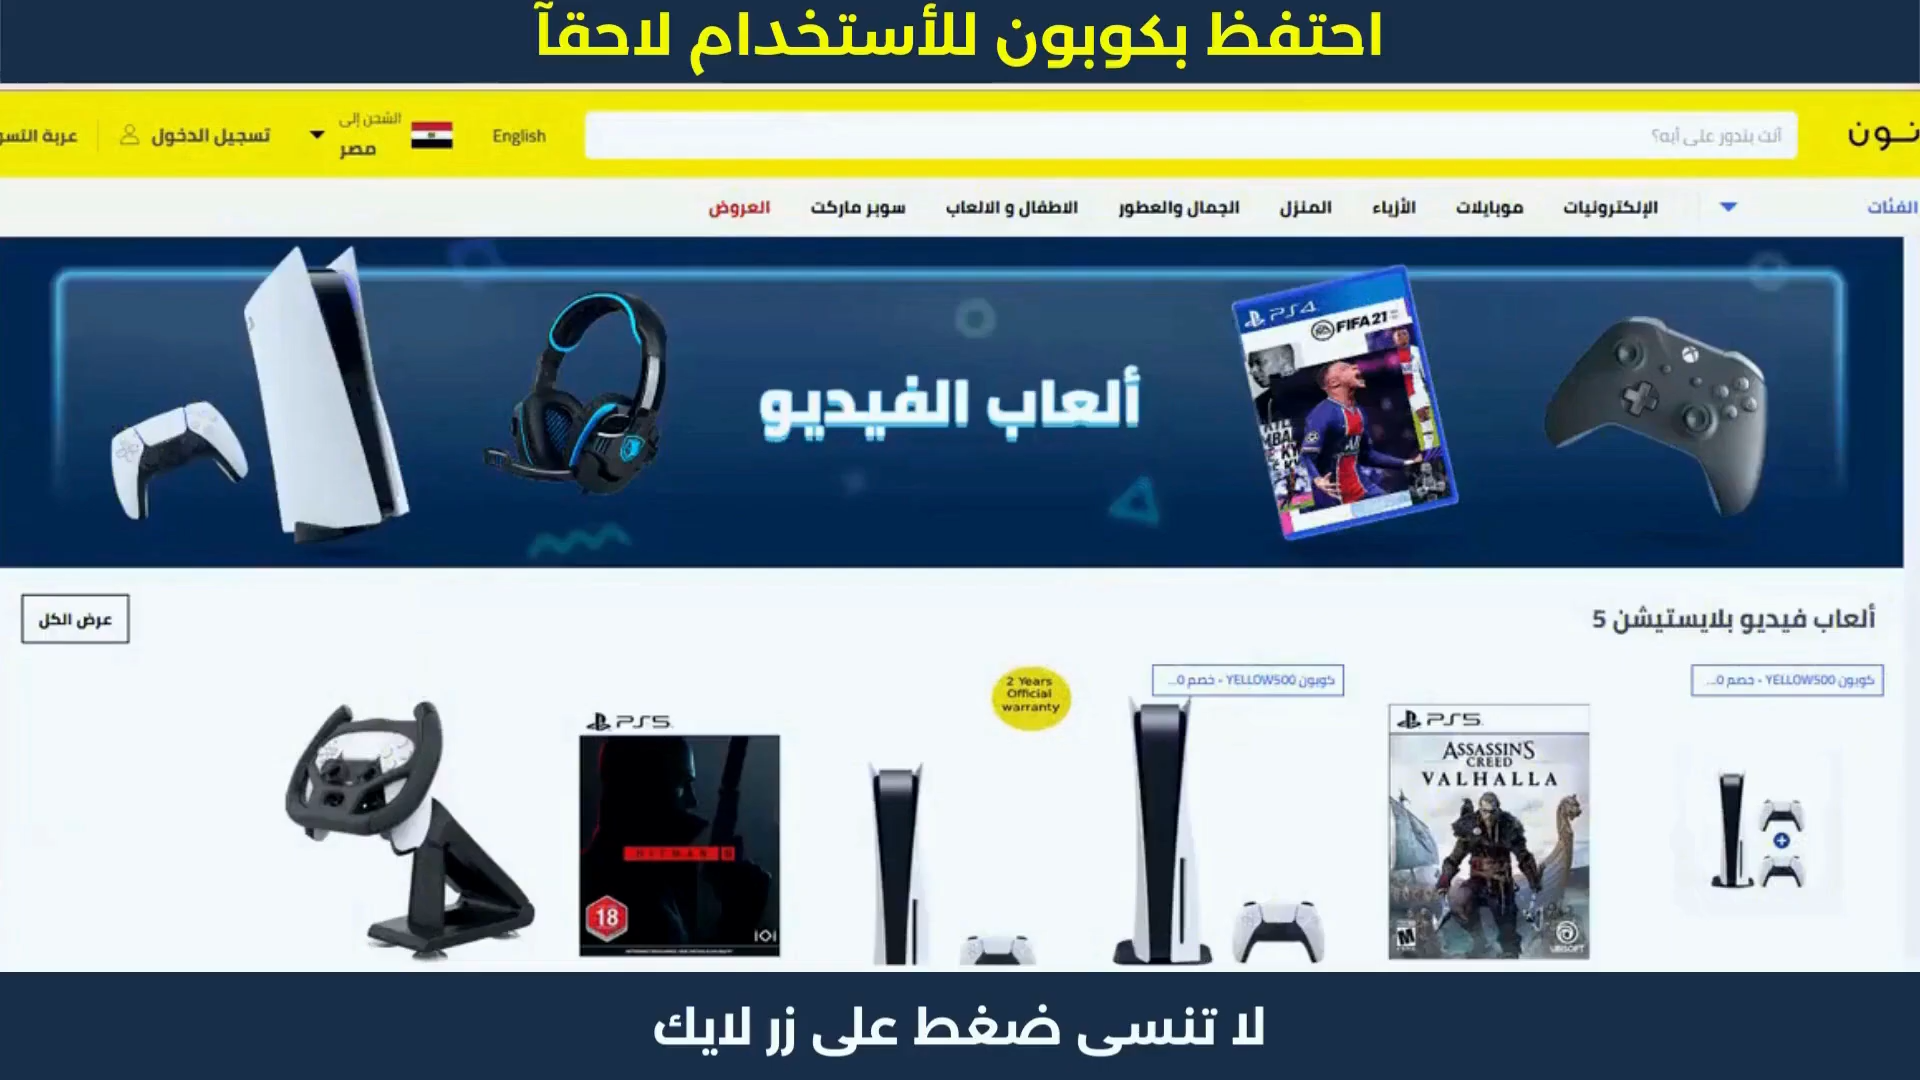 احتفظ بكوبون للأستخدام لاحقآ
نون
أنت بتدور على أيه؟
English
الشحن إلى
مصر
تسجيل الدخول
عربة
الفئات
الإلكترونيات
موبايلات
الأزياء
المنزل
الجمال والعطور
الاطفال و الالعاب
سوبر ماركت
العروض
ألعاب الفيديو
PS4
FIFA 21
ألعاب فيديو بلايستيشن 5
عرض الكل
كوبون YELLOW500 - خصم 0...
كوبون YELLOW500 - خصم 0...
2 Years
Official
warranty
PS5
ASSASSIN'S
CREED
VALHALLA
M
UBISOFT
PS5
HITMAN
18
IOI
لا تنسى ضغط على زر لايك